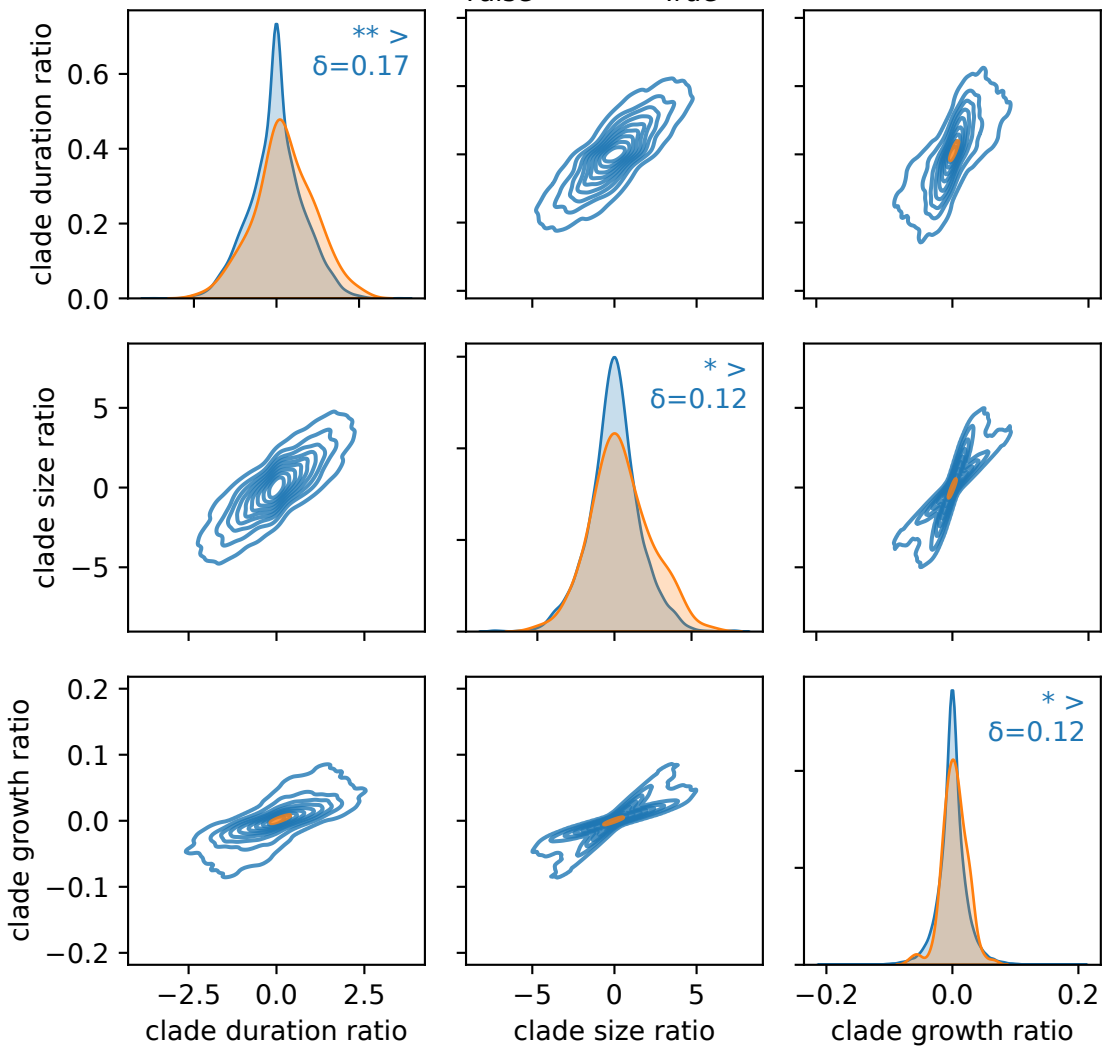 clade duration ratio
0.6
0.4
0.2
0.0
** >
δ=0.17
clade size ratio
5
0
−5
* >
δ=0.12
clade growth ratio
0.2
0.1
0.0
−0.1
−0.2
* >
δ=0.12
−2.5 0.0 2.5
−5 0 5
−0.2 0.0 0.2
clade duration ratio
clade size ratio
clade growth ratio